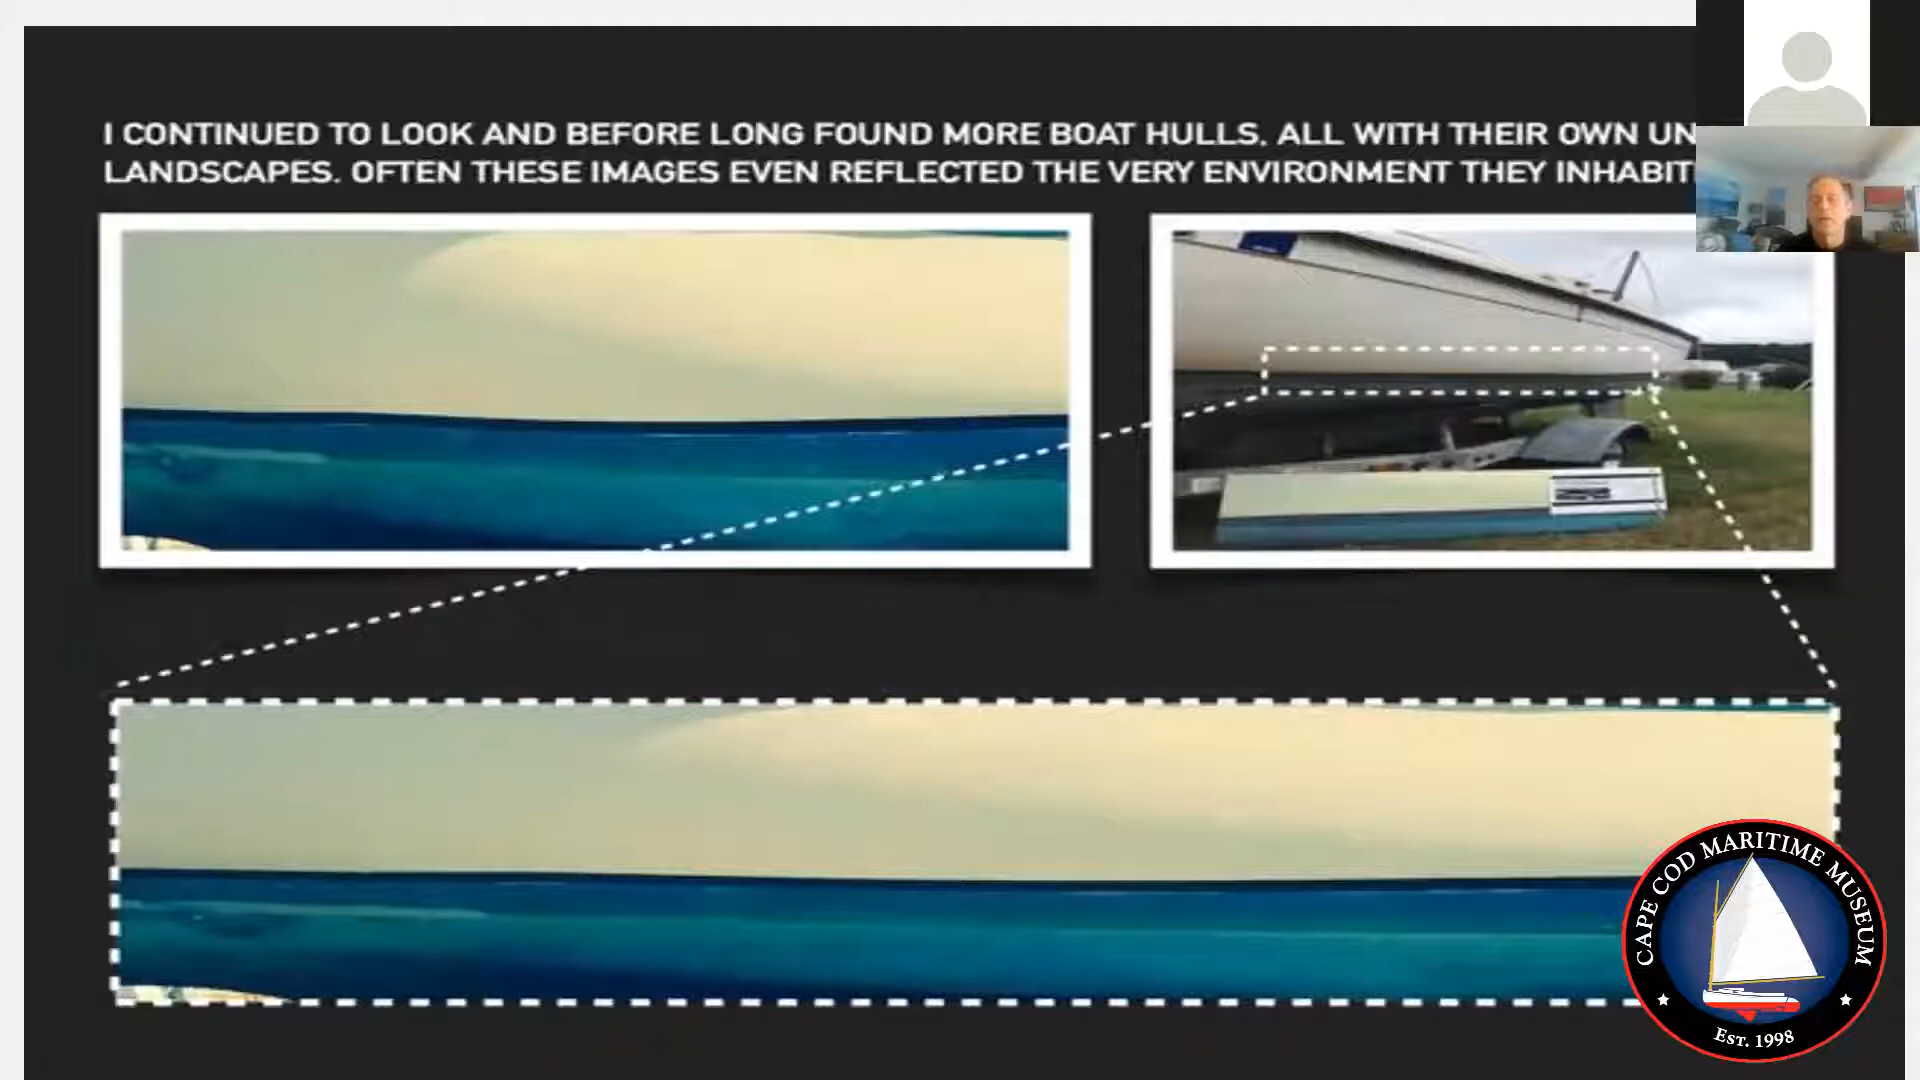 I CONTINUED TO LOOK AND BEFORE LONG FOUND MORE BOAT HULLS. ALL WITH THEIR OWN UN
LANDSCAPES. OFTEN THESE IMAGES EVEN REFLECTED THE VERY ENVIRONMENT THEY INHABIT
CAPE COD MARITIME MUSEUM
EST. 1998